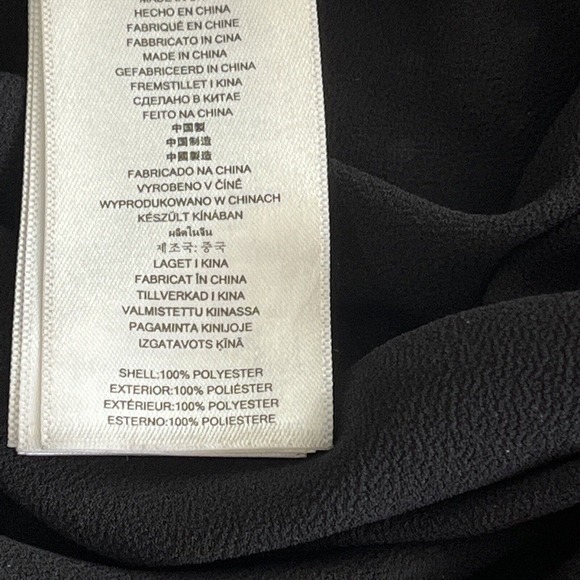 MADE IN
HECHO EN CHINA
FABRIQUÉ EN CHINE
FABBRICATO IN CINA
MADE IN CHINA
GEFABRICEERD IN CHINA
FREMSTILLET I KINA
СДЕЛАНО В КИТАЕ
FEITO NA CHINA
中国製
中国制造
中國製造
FABRICADO NA CHINA
VYROBENO V ČÍNĚ
WYPRODUKOWANO W CHINACH
KÉSZÜLT KÍNÁBAN
ผลิตในจีน
제조국: 중국
LAGET I KINA
FABRICAT ÎN CHINA
TILLVERKAD I KINA
VALMISTETTU KIINASSA
PAGAMINTA KINIJOJE
IZGATAVOTS ĶĪNĀ
SHELL:100% POLYESTER
EXTERIOR:100% POLIÉSTER
EXTÉRIEUR:100% POLYESTER
ESTERNO:100% POLIESTERE